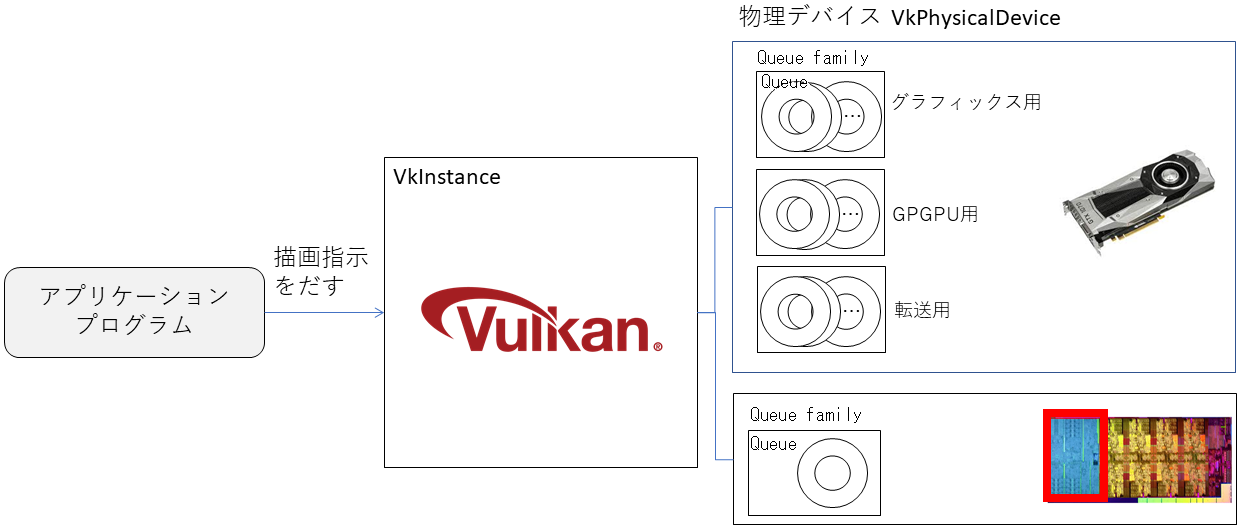 物理デバイス VkPhysicalDevice
Queue family
Queue
グラフィックス用
…
VkInstance
GPGPU用
…
描画指示
をだす
アプリケーション
プログラム
転送用
…
Vulkan®
Queue family
Queue
GTX 1070